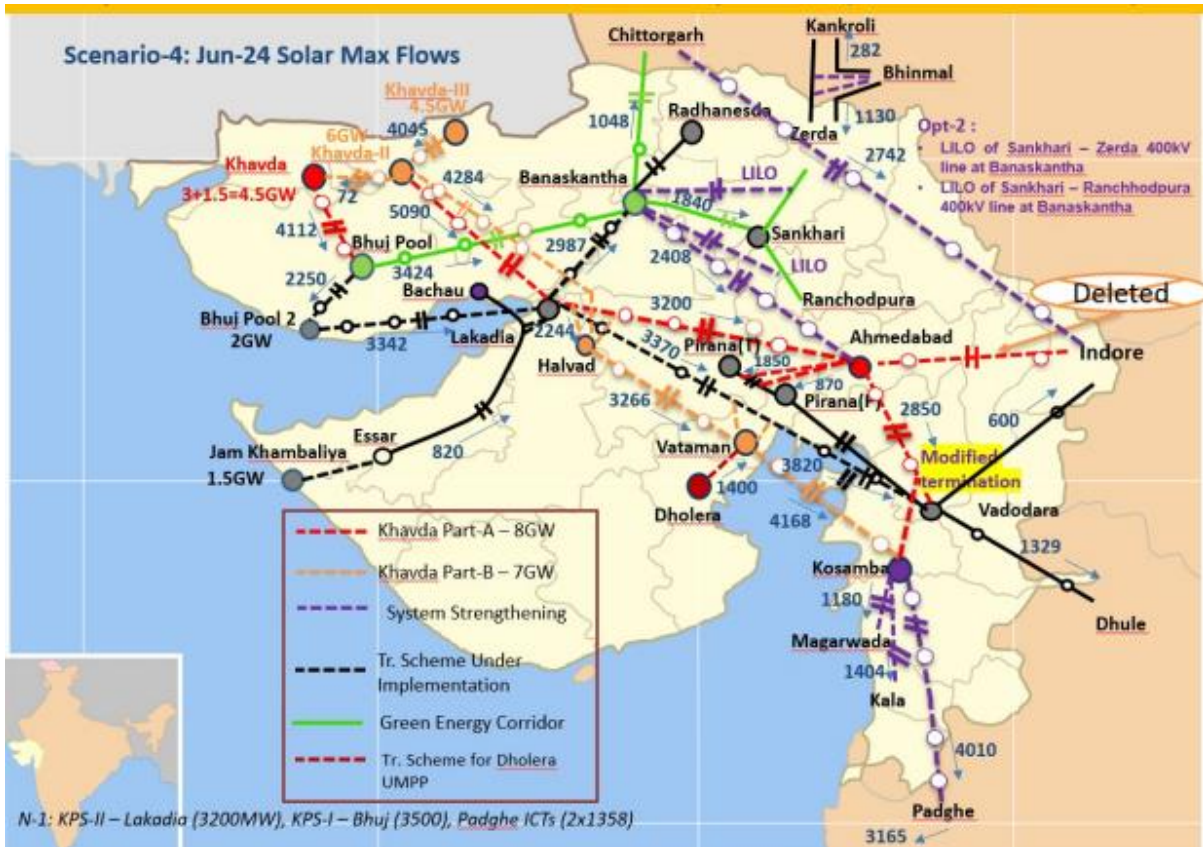 Scenario-4: Jun-24 Solar Max Flows
Chittorgarh
Kankroli
282
Bhinmal
Khavda-III
4.5GW
4045
1048
Radhanesda
Zerda
1130
Opt-2 :
• LILO of Sankhari – Zerda 400kV
line at Banaskantha
• LILO of Sankhari – Ranchhodpura
400kV line at Banaskantha
2742
6GW
Khavda-II
Khavda
3+1.5=4.5GW
72
4284
5090
Banaskantha
LILO
1840
4112
Bhuj Pool
2987
Sankhari
2250
3424
2408
LILO
Bachau
Ranchodpura
3200
Deleted
Bhuj Pool 2
2GW
3342
Lakadia
2244
3370
Pirana(T)
1850
Ahmedabad
Indore
Halvad
870
Pirana(P)
3266
2850
600
Essar
Vataman
Jam Khambaliya
1.5GW
820
3820
Modified
termination
1400
Dholera
4168
Vadodara
1329
Khavda Part-A – 8GW
Kosamba
Khavda Part-B – 7GW
1180
System Strengthening
Magarwada
Dhule
1404
Kala
Tr. Scheme Under
Implementation
Green Energy Corridor
4010
Tr. Scheme for Dholera
UMPP
Padghe
N-1: KPS-II – Lakadia (3200MW), KPS-I – Bhuj (3500), Padghe ICTs (2x1358)
3165